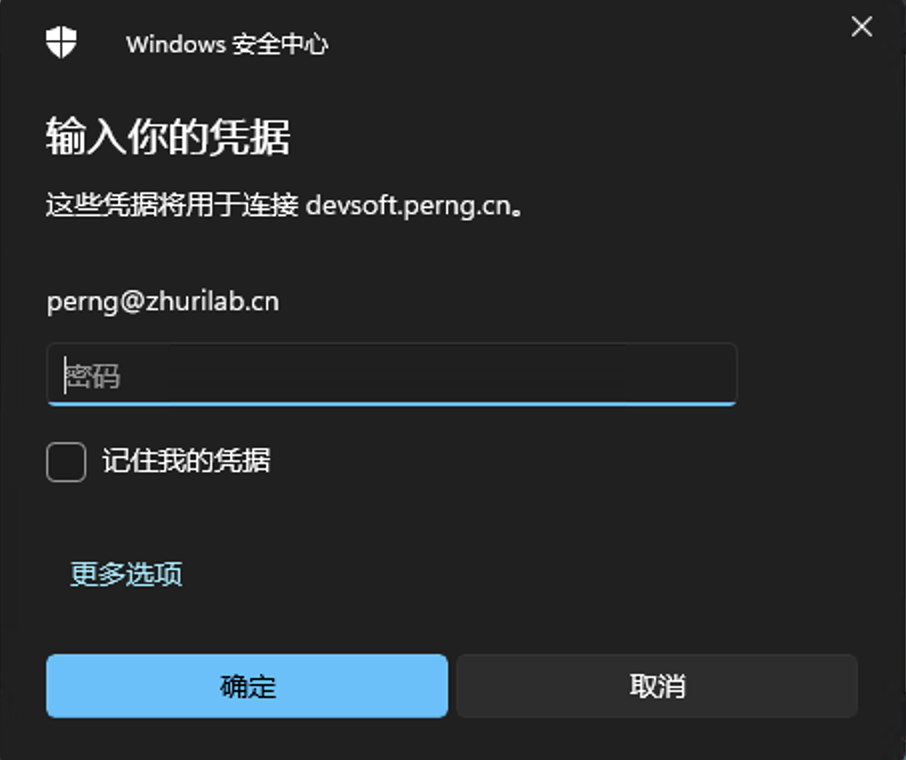 Windows 安全中心
输入你的凭据
这些凭据将用于连接 devsoft.perng.cn。
perng@zhurilab.cn
密码
记住我的凭据
更多选项
确定
取消